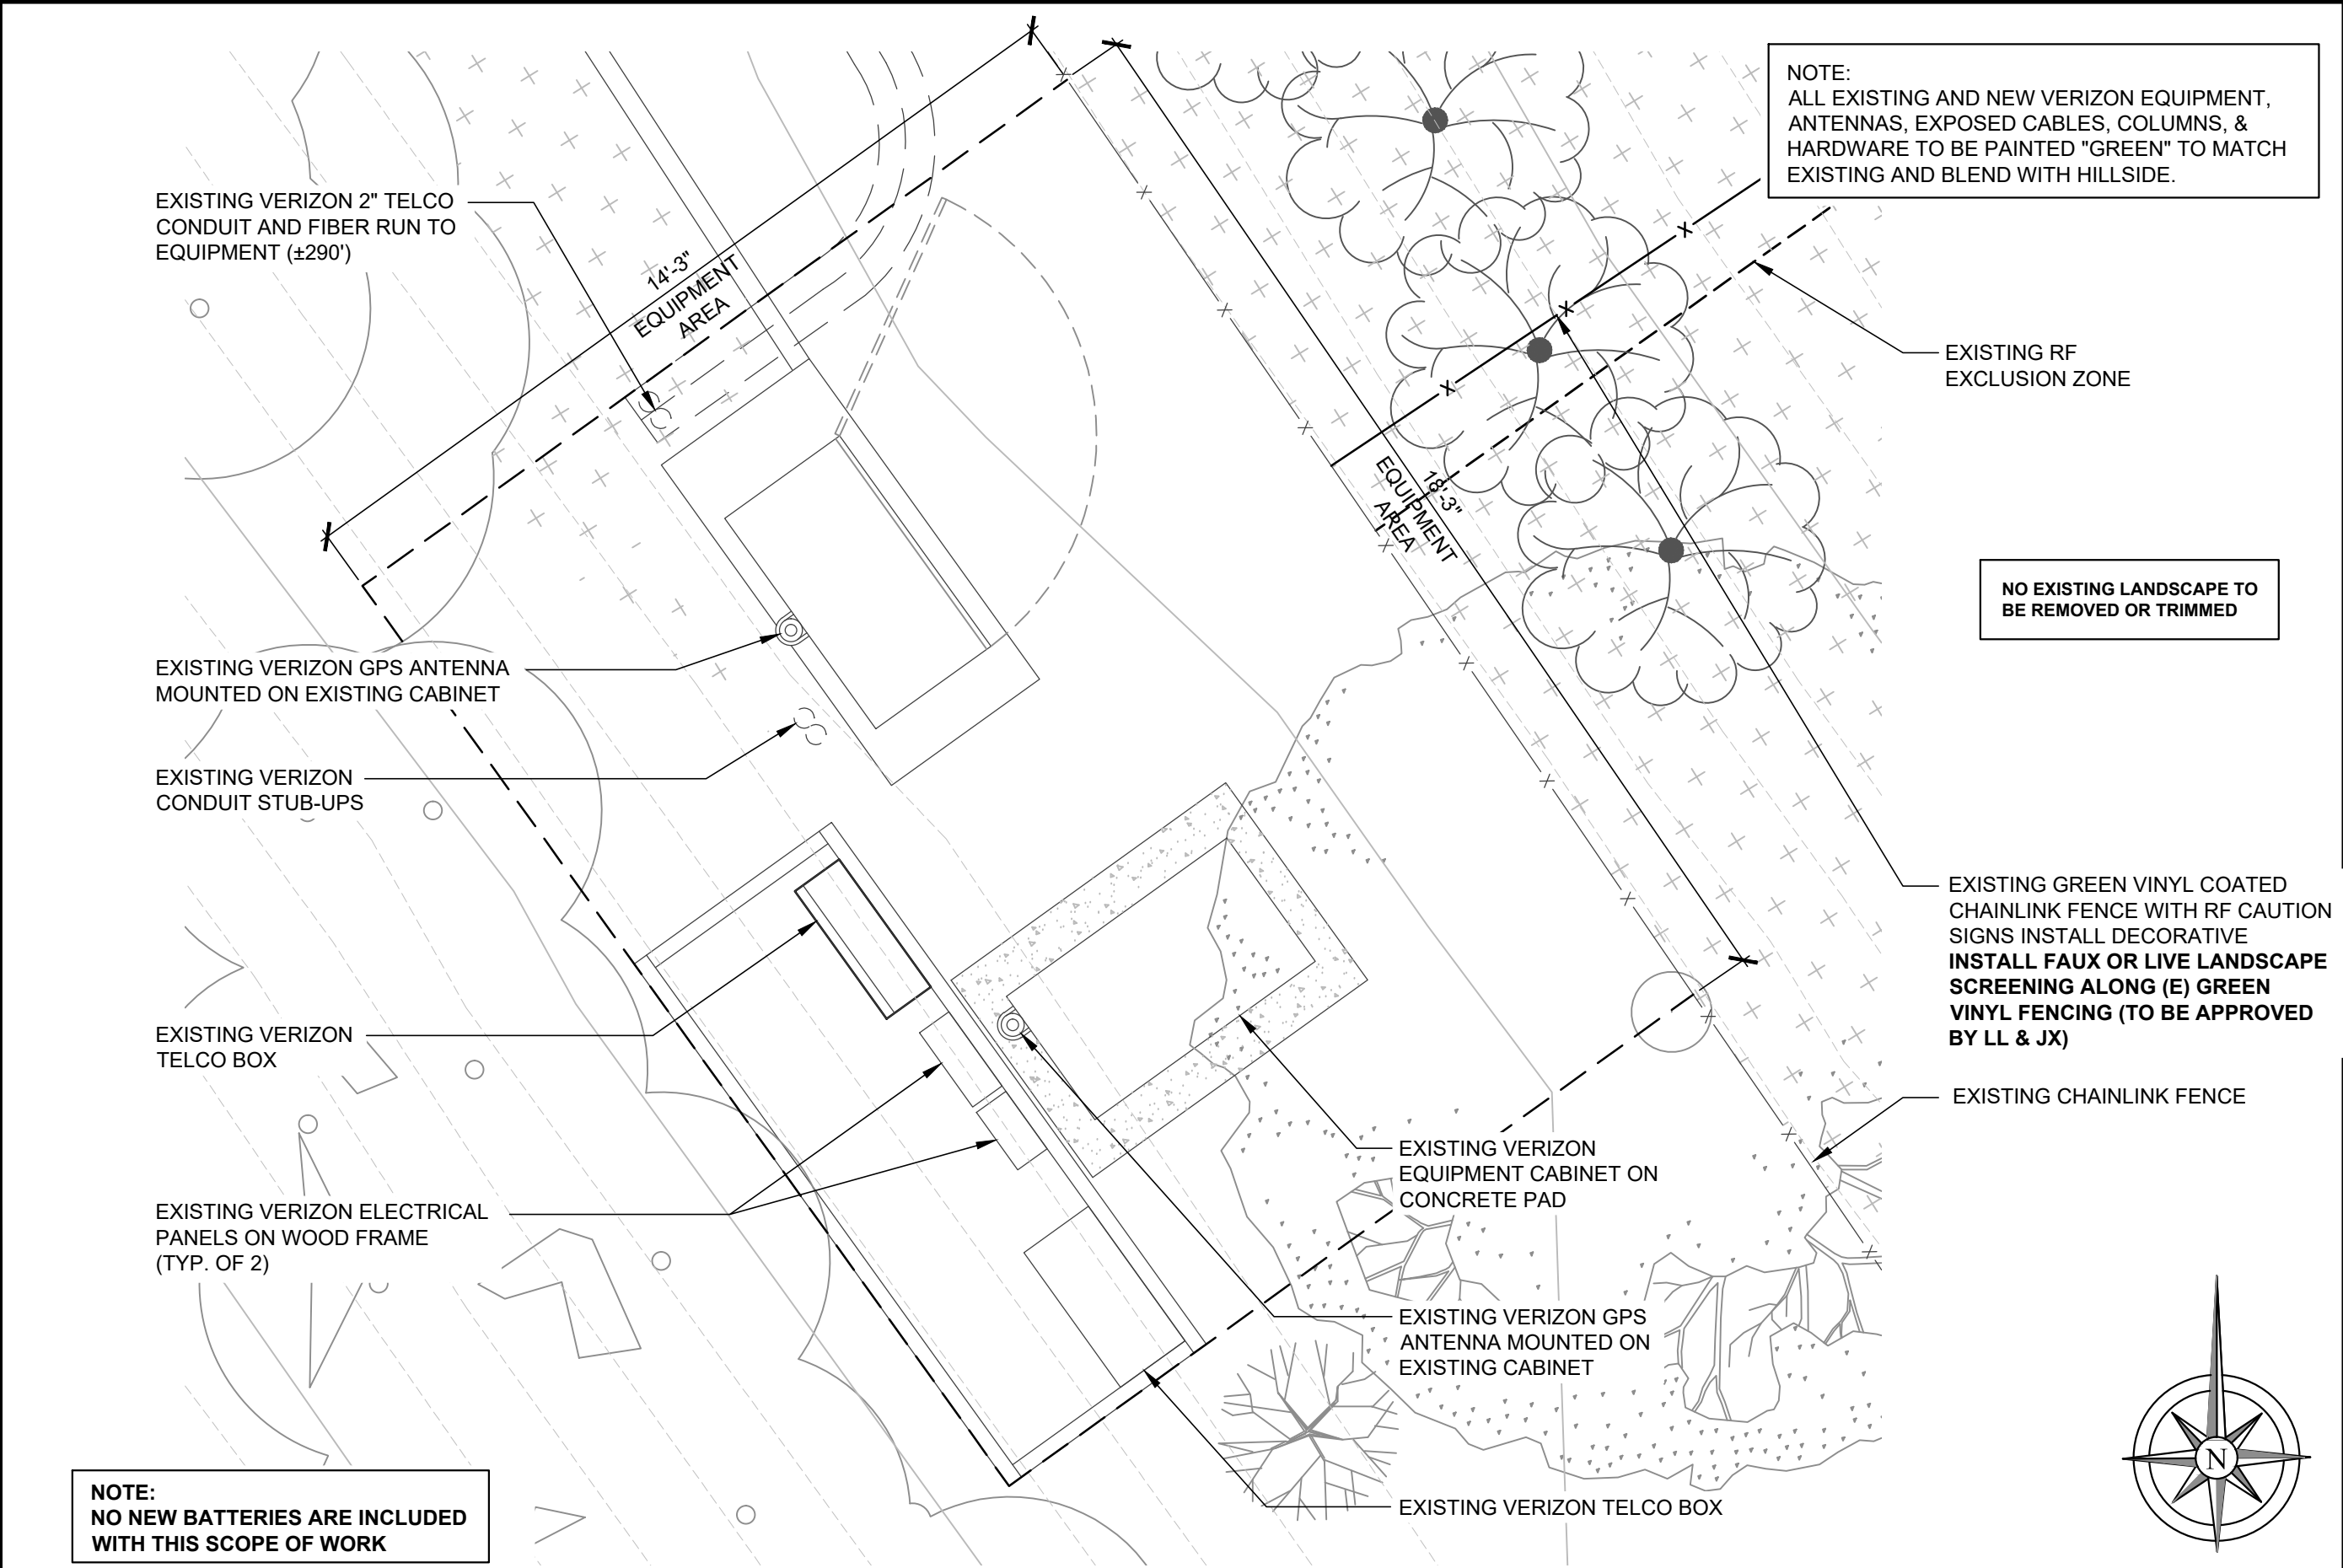 NOTE:
ALL EXISTING AND NEW VERIZON EQUIPMENT,
ANTENNAS, EXPOSED CABLES, COLUMNS, &
HARDWARE TO BE PAINTED "GREEN" TO MATCH
EXISTING AND BLEND WITH HILLSIDE.
EXISTING VERIZON 2" TELCO
CONDUIT AND FIBER RUN TO
EQUIPMENT (±290')
14'-3"
EQUIPMENT
AREA
EXISTING RF
EXCLUSION ZONE
18'-3"
EQUIPMENT
AREA
NO EXISTING LANDSCAPE TO
BE REMOVED OR TRIMMED
EXISTING VERIZON GPS ANTENNA
MOUNTED ON EXISTING CABINET
EXISTING VERIZON
CONDUIT STUB-UPS
EXISTING GREEN VINYL COATED
CHAINLINK FENCE WITH RF CAUTION
SIGNS INSTALL DECORATIVE
INSTALL FAUX OR LIVE LANDSCAPE
SCREENING ALONG (E) GREEN
VINYL FENCING (TO BE APPROVED
BY LL & JX)
EXISTING VERIZON
TELCO BOX
EXISTING CHAINLINK FENCE
EXISTING VERIZON
EQUIPMENT CABINET ON
CONCRETE PAD
EXISTING VERIZON ELECTRICAL
PANELS ON WOOD FRAME
(TYP. OF 2)
EXISTING VERIZON GPS
ANTENNA MOUNTED ON
EXISTING CABINET
N
EXISTING VERIZON TELCO BOX
NOTE:
NO NEW BATTERIES ARE INCLUDED
WITH THIS SCOPE OF WORK